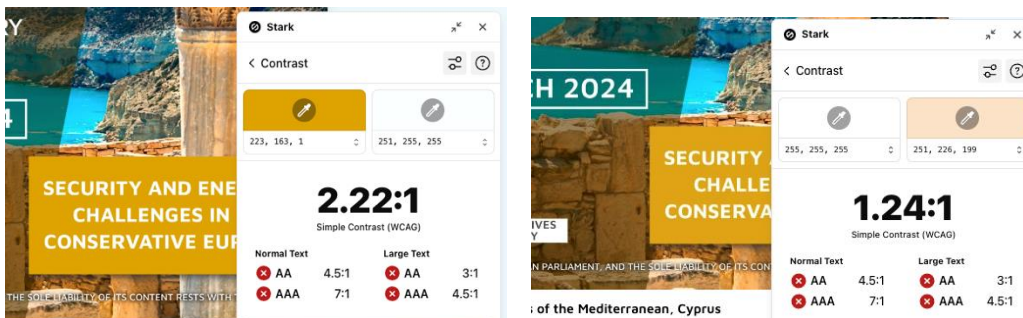 RY
4
SECURITY AND ENE
CHALLENGES IN
CONSERVATIVE EUR
THE SOLE LIABILITY OF ITS CONTENT RESTS WITH T
Stark
Contrast
223, 163, 1
251, 255, 255
2.22:1
Simple Contrast (WCAG)
Normal Text
Large Text
AA 4.5:1
AA 3:1
AAA 7:1
AAA 4.5:1
CH 2024
SECURITY A
CHALLE
CONSERVA
IVES
Y
N PARLIAMENT, AND THE SOLE LIABILITY OF ITS CON
s of the Mediterranean, Cyprus
Stark
Contrast
255, 255, 255
251, 226, 199
1.24:1
Simple Contrast (WCAG)
Normal Text
Large Text
AA 4.5:1
AA 3:1
AAA 7:1
AAA 4.5:1